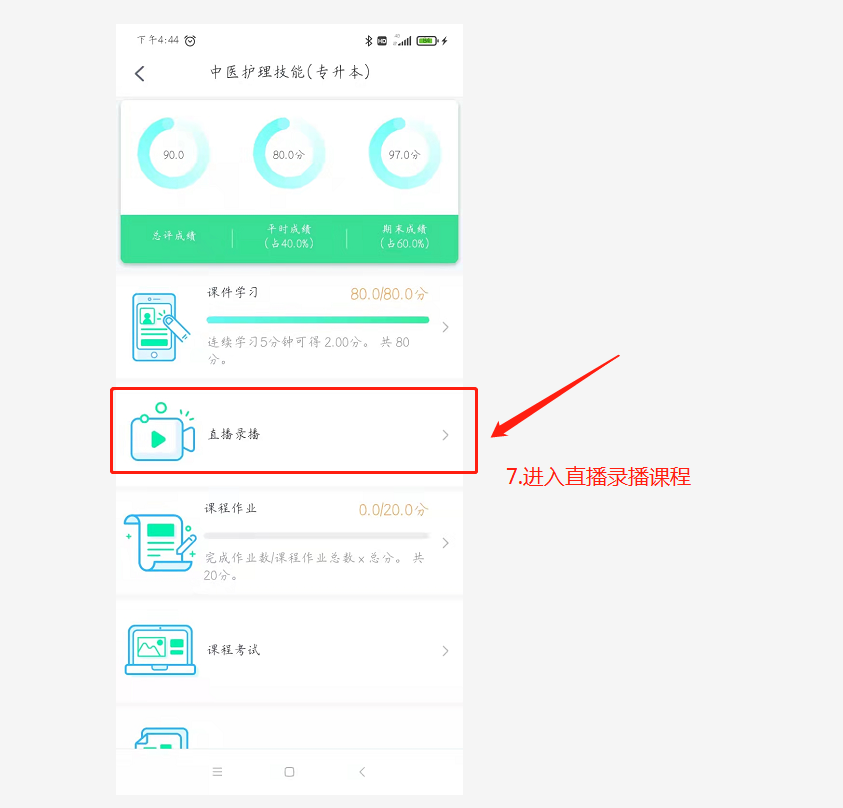 下午4:44
中医护理技能(专升本)
90.0
80.0分
97.0分
总评成绩
平时成绩
(占40.0%)
期末成绩
(占60.0%)
课件学习
80.0/80.0分
连续学习5分钟可得 2.00分。 共 80
分。
直播录播
7.进入直播录播课程
课程作业
0.0/20.0分
完成作业数/课程作业总数 x 总分。 共
20分。
课程考试